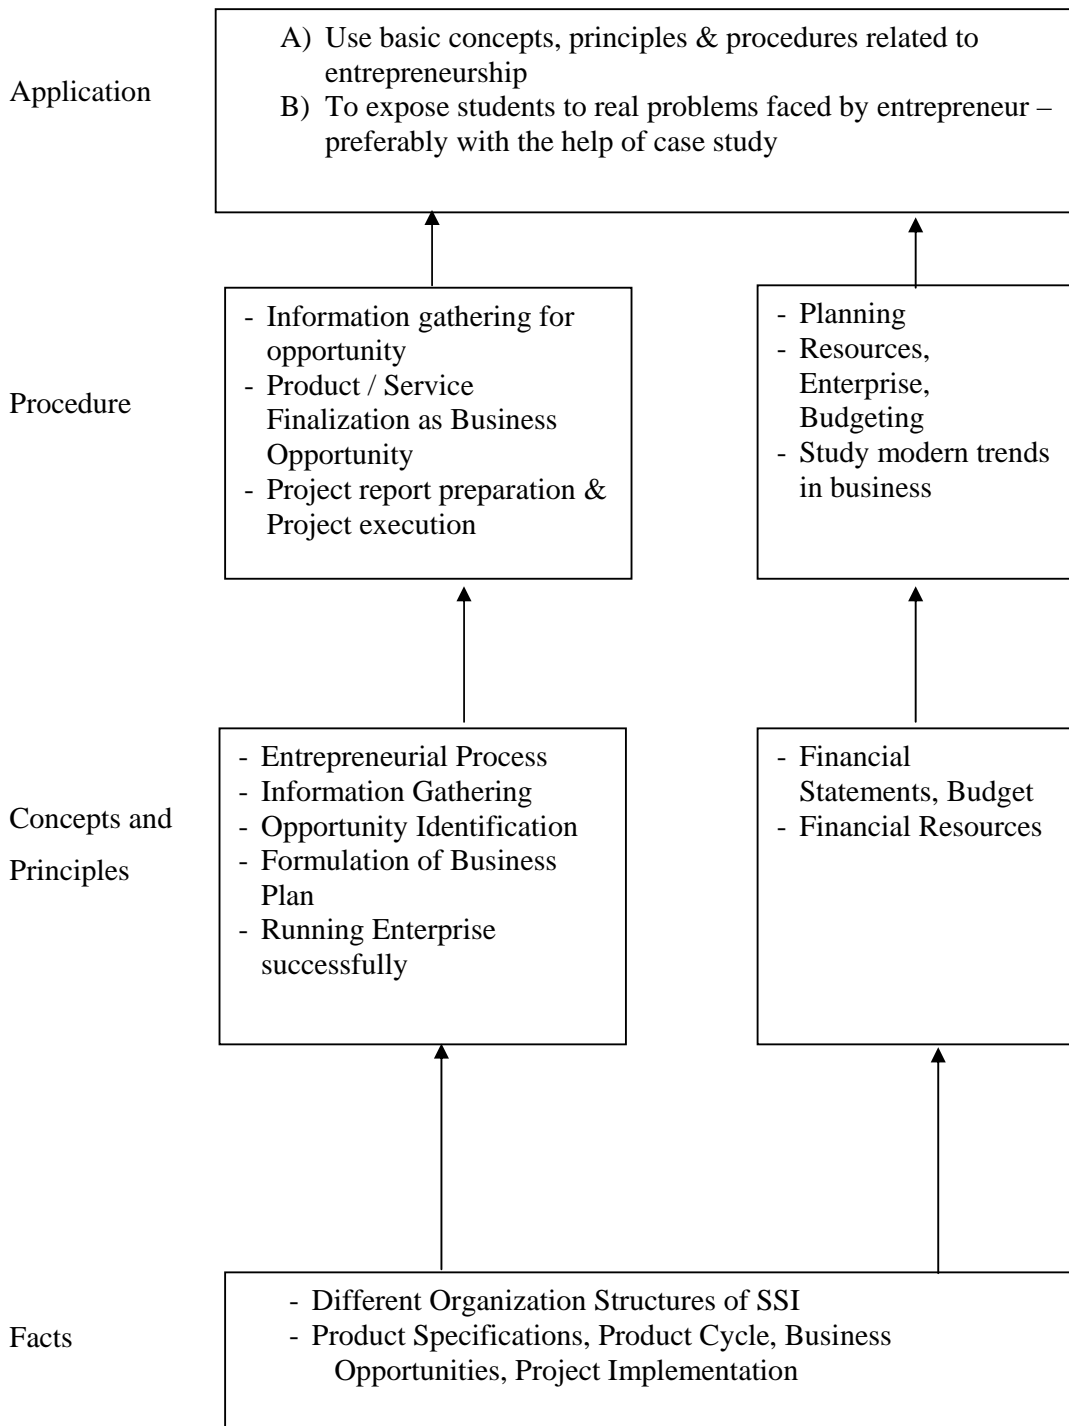 Application
A) Use basic concepts, principles & procedures related to
entrepreneurship
B) To expose students to real problems faced by entrepreneur –
preferably with the help of case study
Procedure
- Information gathering for
opportunity
- Product / Service
Finalization as Business
Opportunity
- Project report preparation &
Project execution
- Planning
- Resources,
Enterprise,
Budgeting
- Study modern trends
in business
Concepts and
Principles
- Entrepreneurial Process
- Information Gathering
- Opportunity Identification
- Formulation of Business
Plan
- Running Enterprise
successfully
- Financial
Statements, Budget
- Financial Resources
Facts
- Different Organization Structures of SSI
- Product Specifications, Product Cycle, Business
Opportunities, Project Implementation